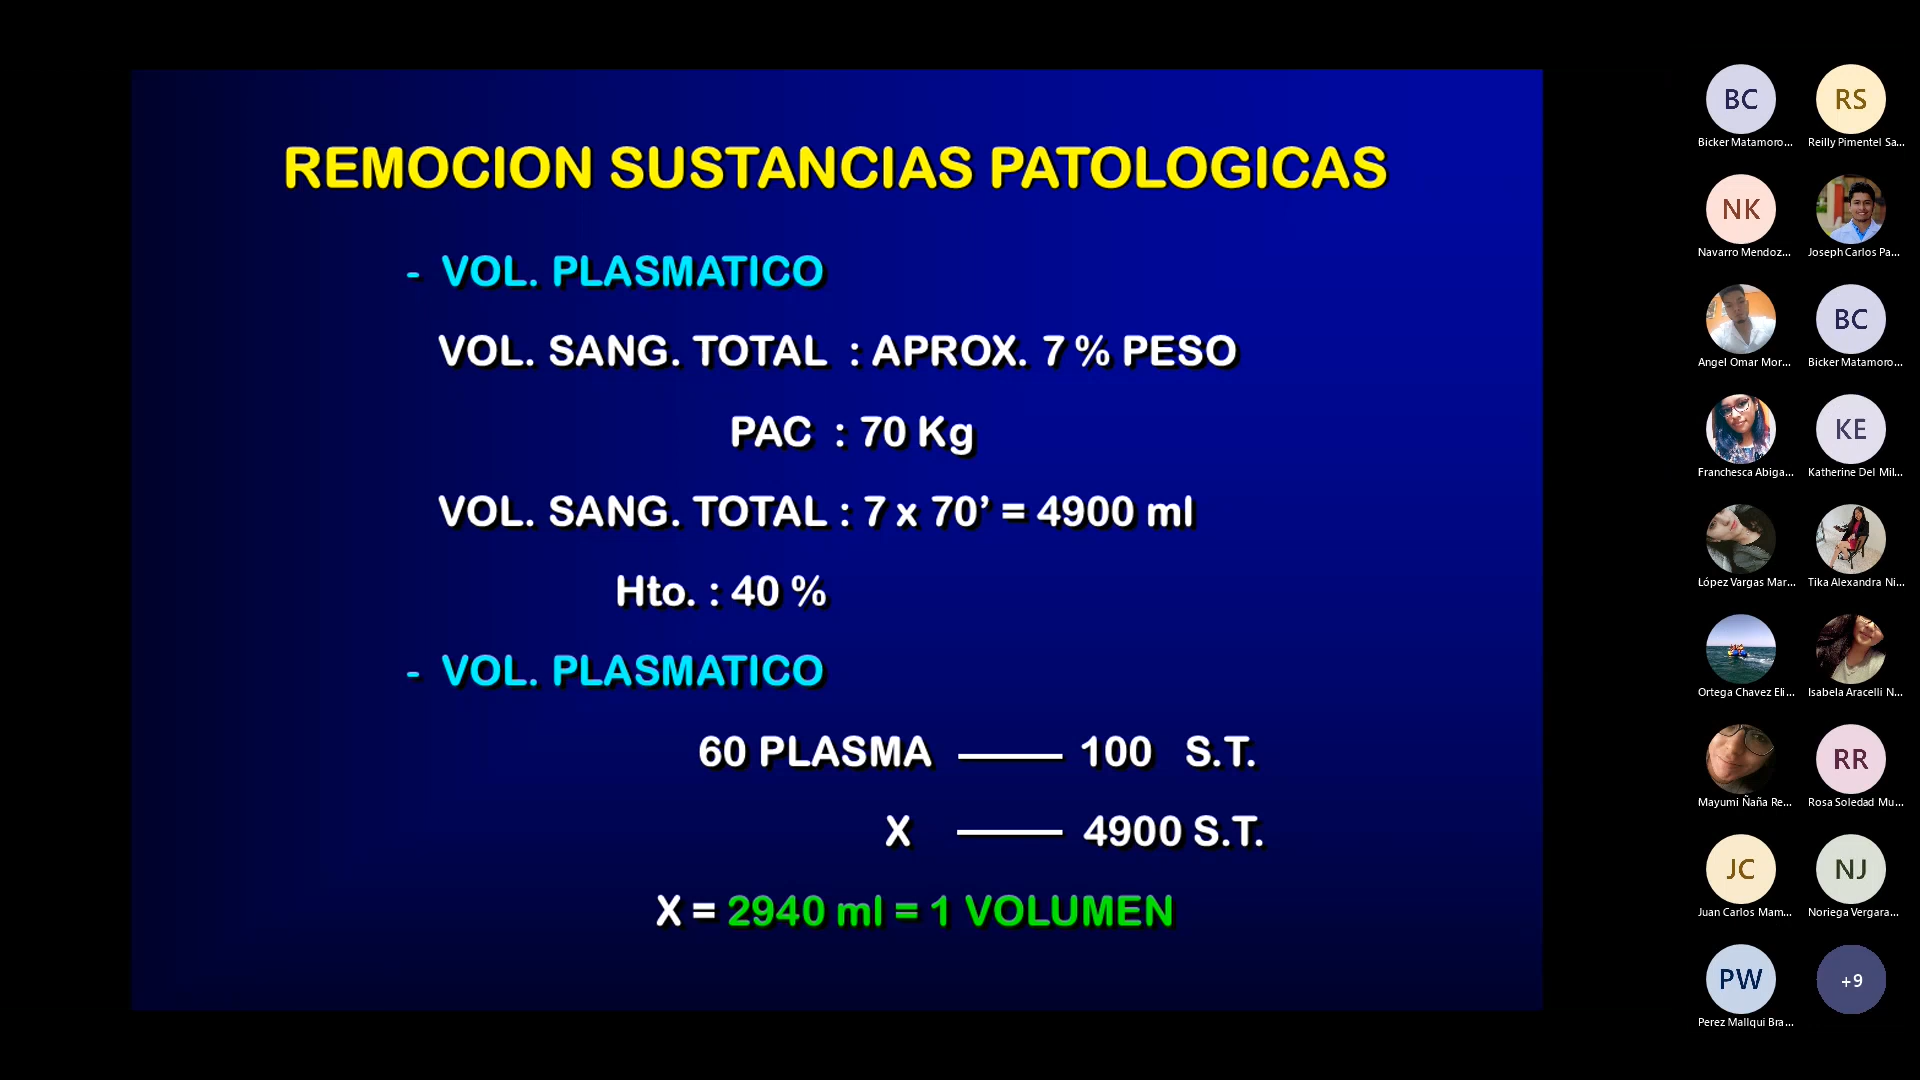 REMOCION SUSTANCIAS PATOLOGICAS
- VOL. PLASMATICO
VOL. SANG. TOTAL : APROX. 7 % PESO
PAC : 70 Kg
VOL. SANG. TOTAL : 7 x 70’ = 4900 ml
Hto. : 40 %
- VOL. PLASMATICO
60 PLASMA —— 100 S.T.
X —— 4900 S.T.
X = 2940 ml = 1 VOLUMEN
BC RS
Bicker Matamoro... Reilly Pimentel Sa...
NK
Navarro Mendoz... Joseph Carlos Pa...
BC
Angel Omar Mor... Bicker Matamoro...
KE
Franchesca Abiga... Katherine Del Mil...
López Vargas Mar... Tika Alexandra Ni...
Ortega Chavez Eli... Isabela Aracelli N...
RR
Mayumi Ñaña Re... Rosa Soledad Mu...
JC NJ
Juan Carlos Mam... Noriega Vergara...
PW +9
Perez Mallqui Bra...